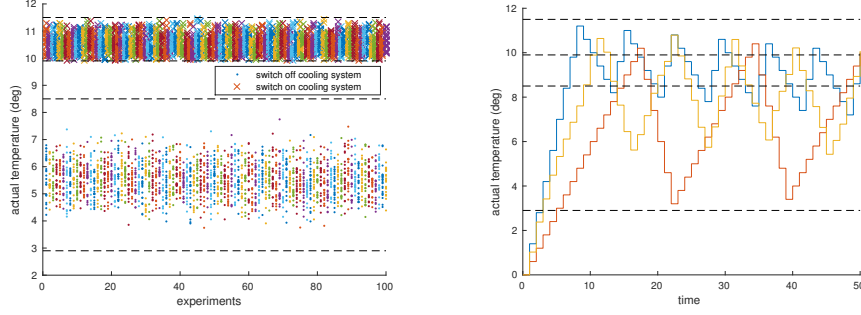 12
11
10
9
8
7
6
5
4
3
2
actual temperature (deg)
switch off cooling system
switch on cooling system
0 20 40 60 80 100
experiments
12
10
8
6
4
2
0
actual temperature (deg)
0 10 20 30 40 50
time